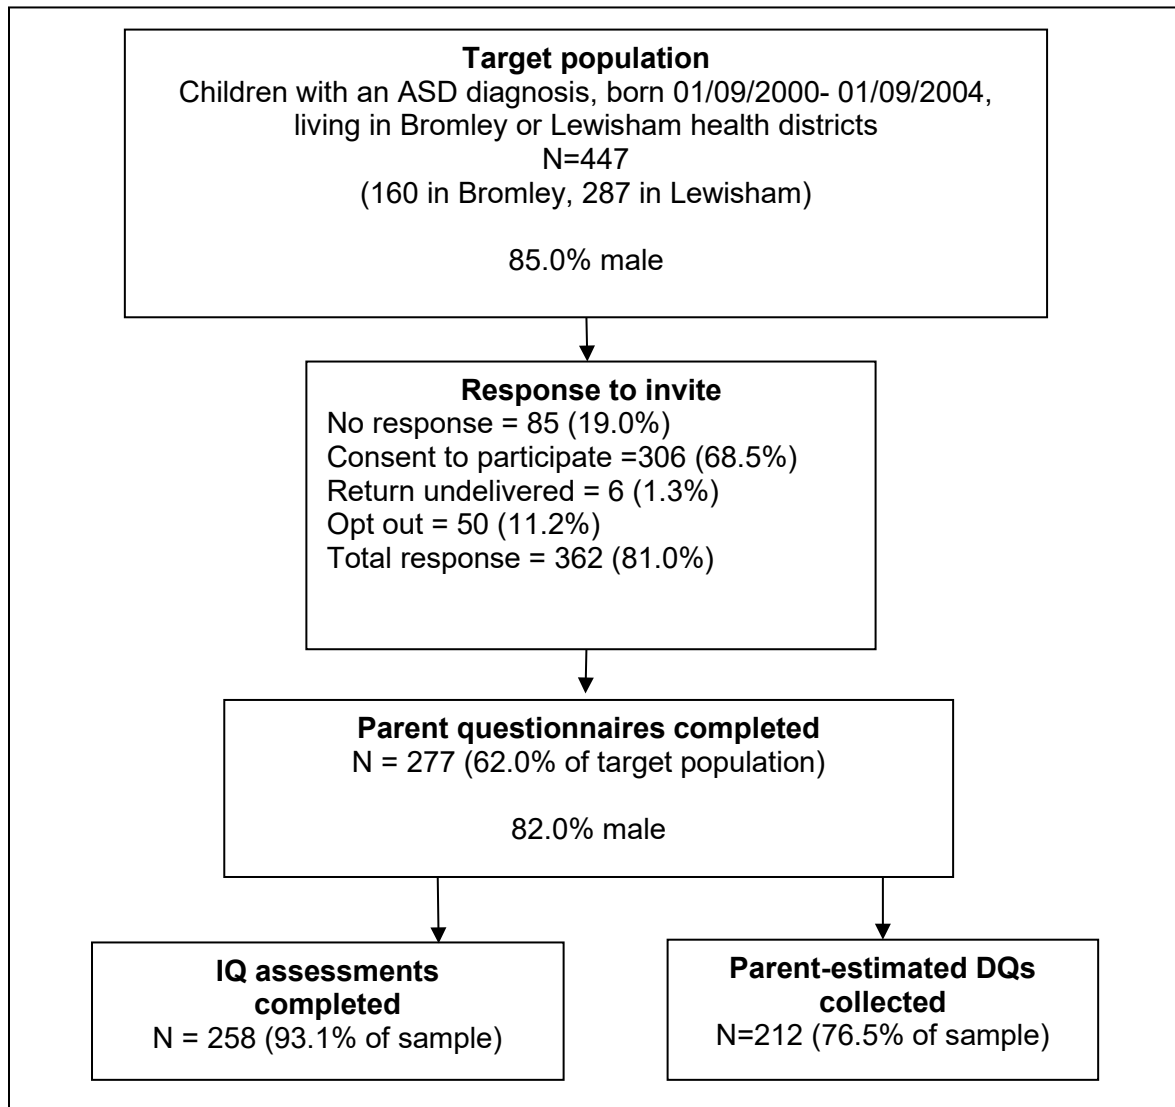 Target population
Children with an ASD diagnosis, born 01/09/2000- 01/09/2004,
living in Bromley or Lewisham health districts
N=447
(160 in Bromley, 287 in Lewisham)
85.0% male
Response to invite
No response = 85 (19.0%)
Consent to participate =306 (68.5%)
Return undelivered = 6 (1.3%)
Opt out = 50 (11.2%)
Total response = 362 (81.0%)
Parent questionnaires completed
N = 277 (62.0% of target population)
82.0% male
IQ assessments
completed
N = 258 (93.1% of sample)
Parent-estimated DQs
collected
N=212 (76.5% of sample)